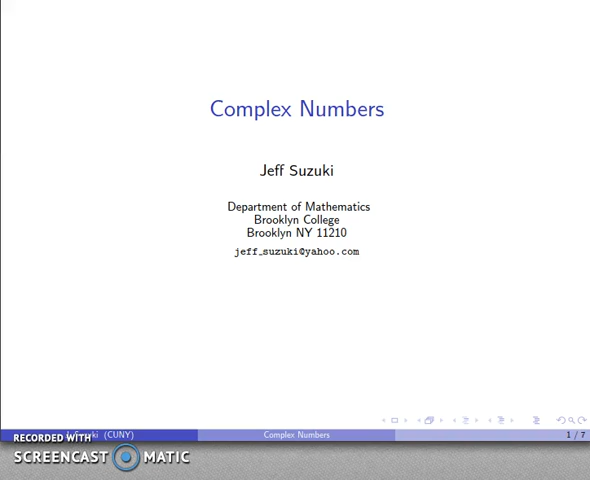 Complex Numbers
Jeff Suzuki
Department of Mathematics
Brooklyn College
Brooklyn NY 11210
jeff_suzuki@yahoo.com
(CUNY)
Complex Numbers
1 / 7
RECORDED WITH
SCREENCAST MATIC